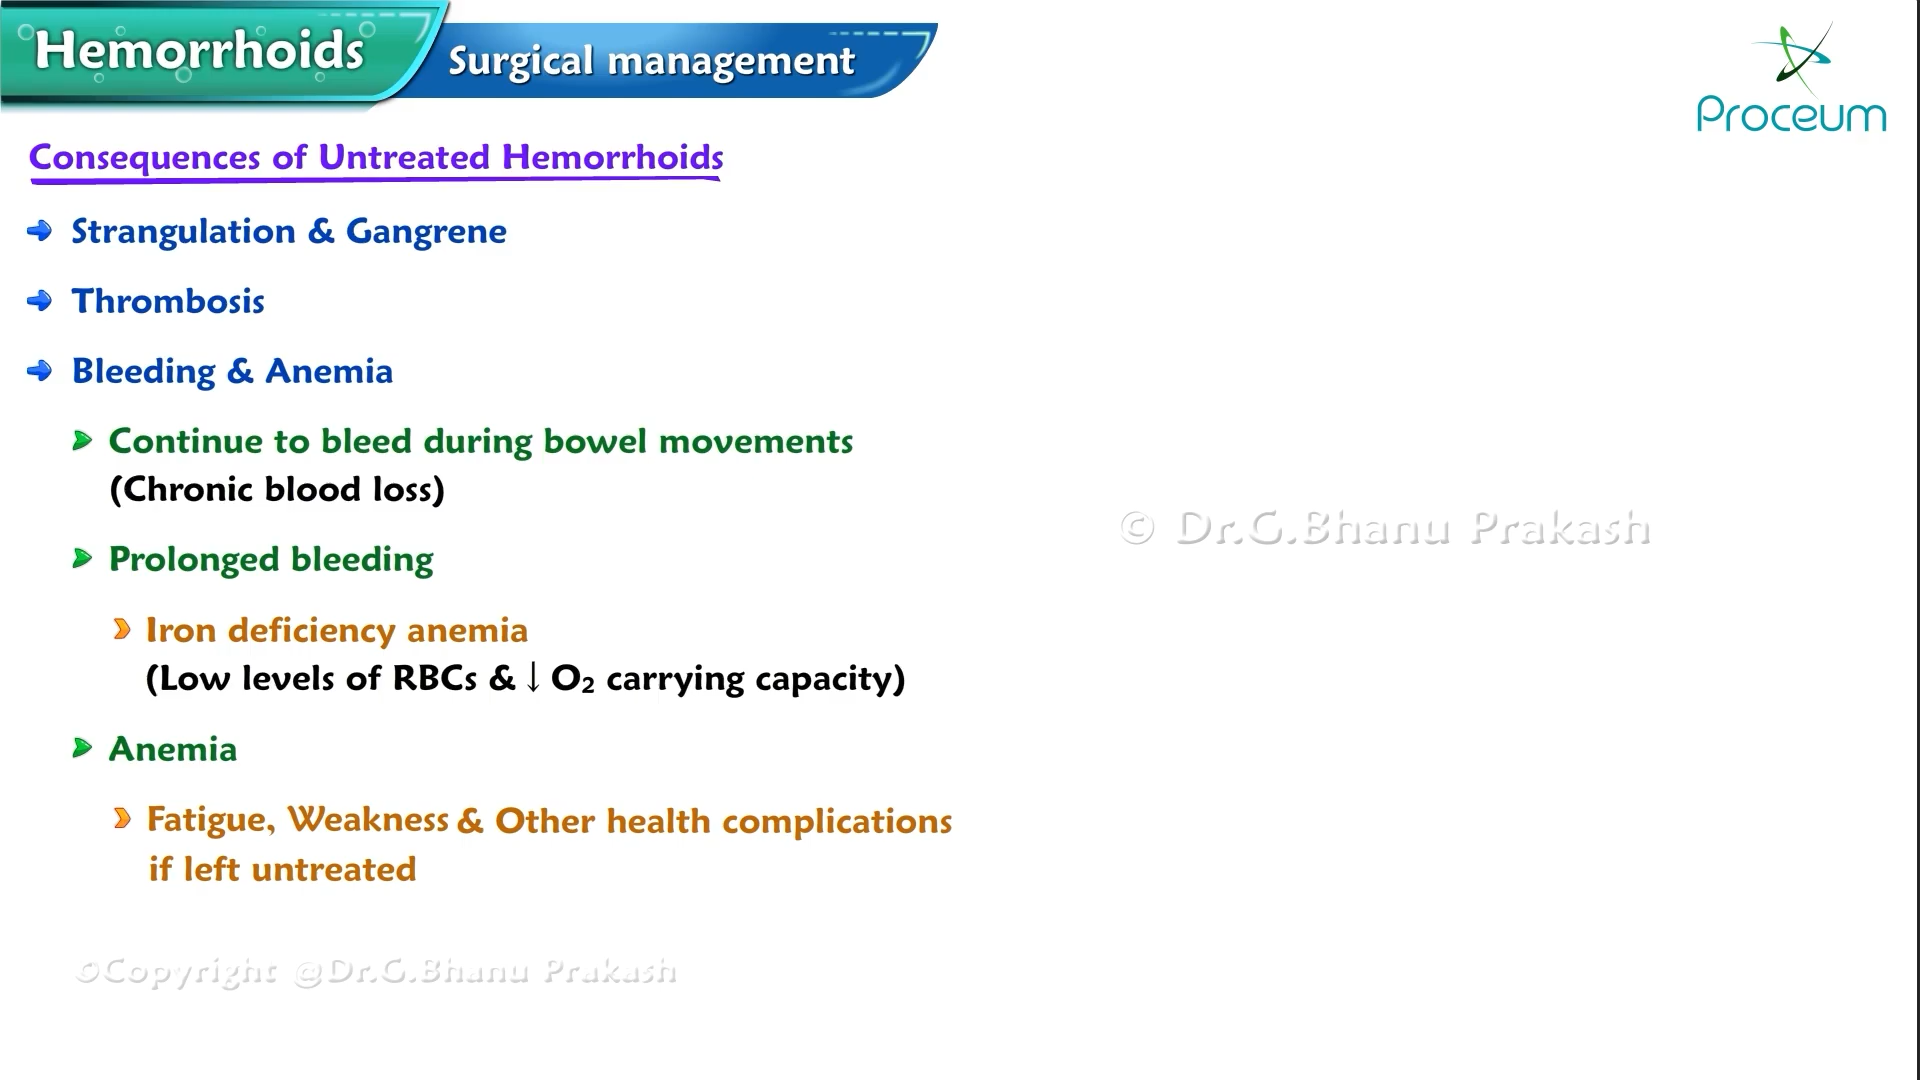 Hemorrhoids
Surgical management
Proceum
Consequences of Untreated Hemorrhoids
Strangulation & Gangrene
Thrombosis
Bleeding & Anemia
Continue to bleed during bowel movements
(Chronic blood loss)
© Dr.G.Bhanu Prakash
Prolonged bleeding
Iron deficiency anemia
(Low levels of RBCs & ↓ O₂ carrying capacity)
Anemia
Fatigue, Weakness & Other health complications
if left untreated
©Copyright @Dr.G.Bhanu Prakash